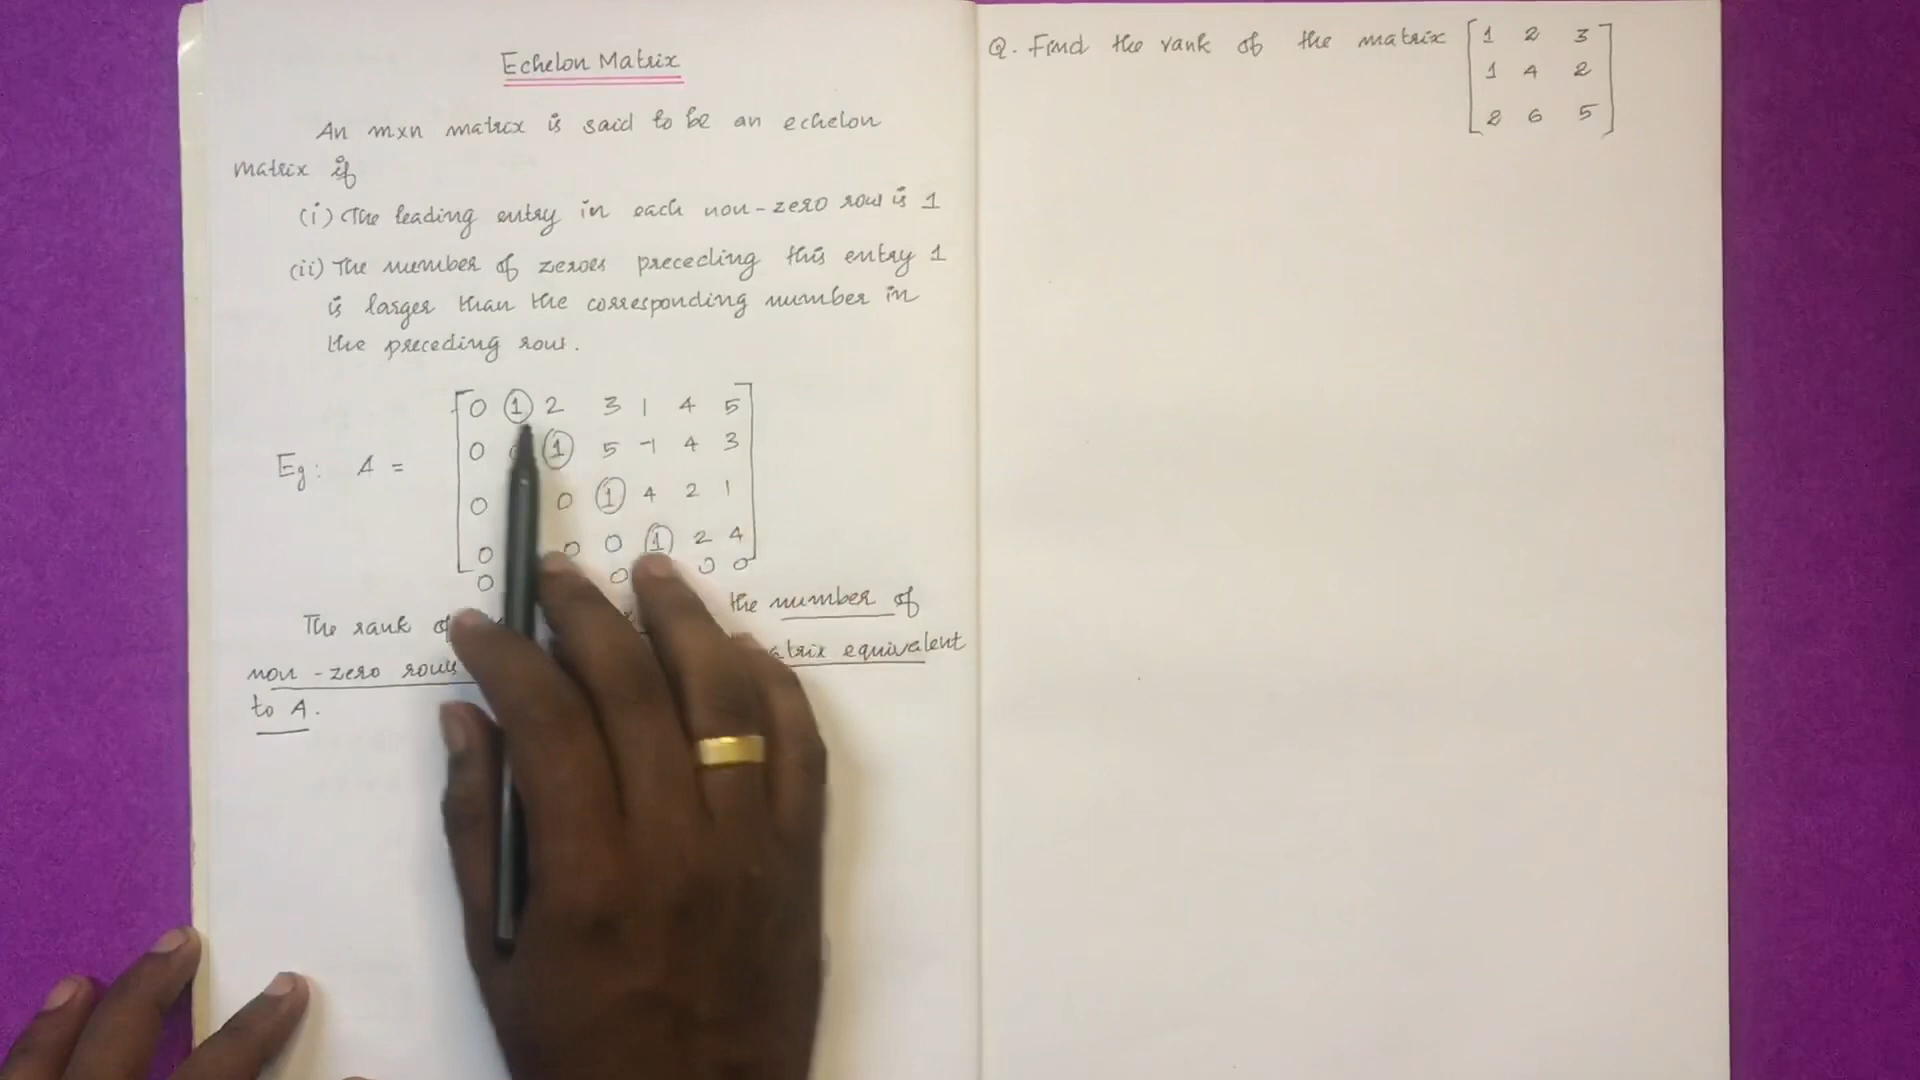 Echelon Matrix
An mxn matrix is said to be an echelon
matrix if
(i) The leading entry in each non-zero row is 1
(ii) The number of zeroes preceding this entry 1
is larger than the corresponding number in
the preceding row.
0 1 2 3 1 4 5
0 1 5 -1 4 3
Eg: A =
0 0 1 4 2 1
0 0 0 1 2 4
0 0 0 0
The rank of the number of
non-zero rows equivalent
to A.
Q. Find the rank of the matrix 1 2 3
1 4 2
2 6 5